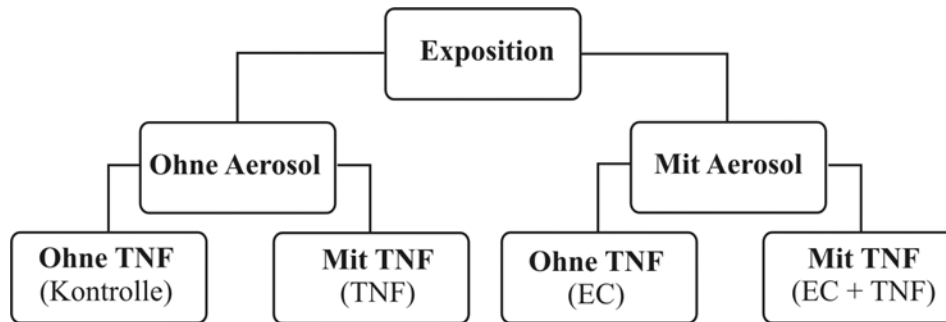 Exposition
Ohne Aerosol
Mit Aerosol
Ohne TNF
(Kontrolle)
Mit TNF
(TNF)
Ohne TNF
(EC)
Mit TNF
(EC + TNF)